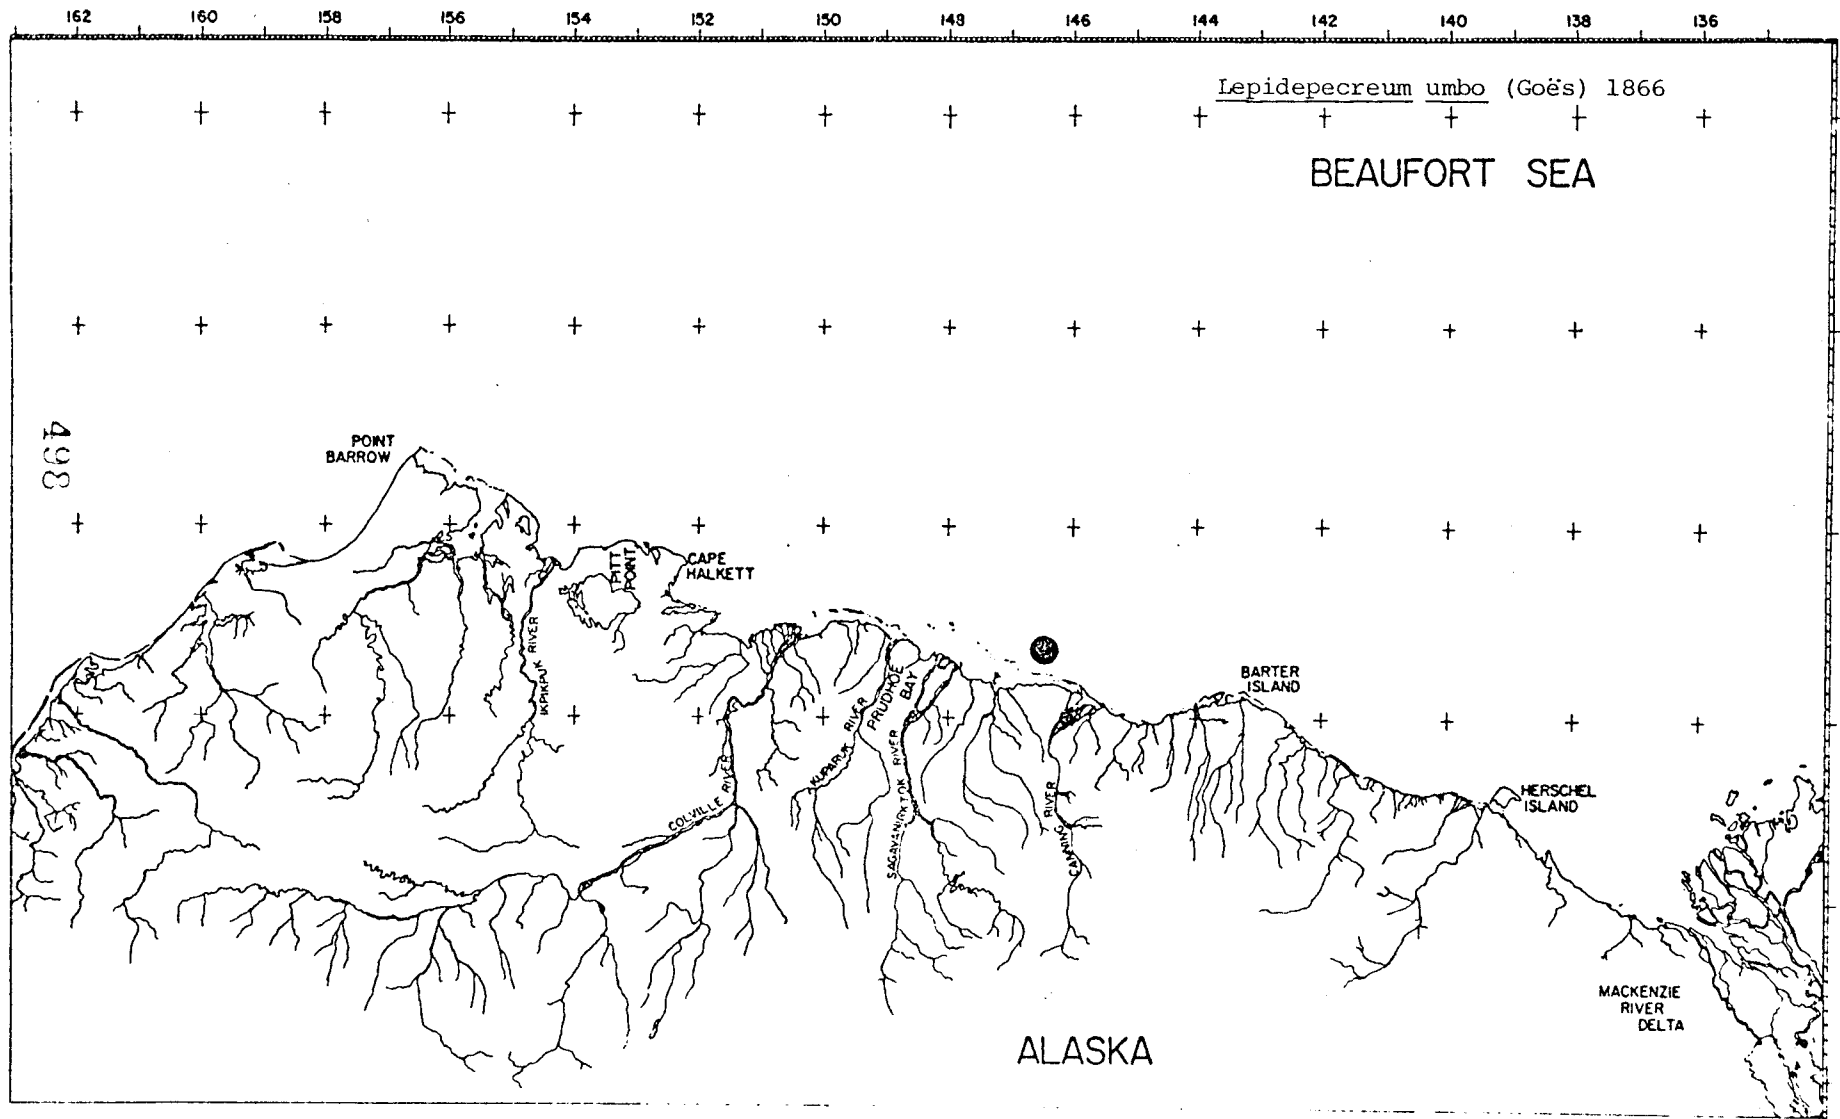 162 160 158 156 154 152 150 148 146 144 142 140 138 136
Lepidepecreum umbo (Goës) 1866
BEAUFORT SEA
498
POINT
BARROW
PITT
POINT
CAPE
HALKETT
IKPIKPUK RIVER
BARTER
ISLAND
PRUDHOE
BAY
KUPARUK RIVER
COLVILLE RIVER
SAGAVANIRKTOK RIVER
CANNING RIVER
HERSCHEL
ISLAND
MACKENZIE
RIVER
DELTA
ALASKA